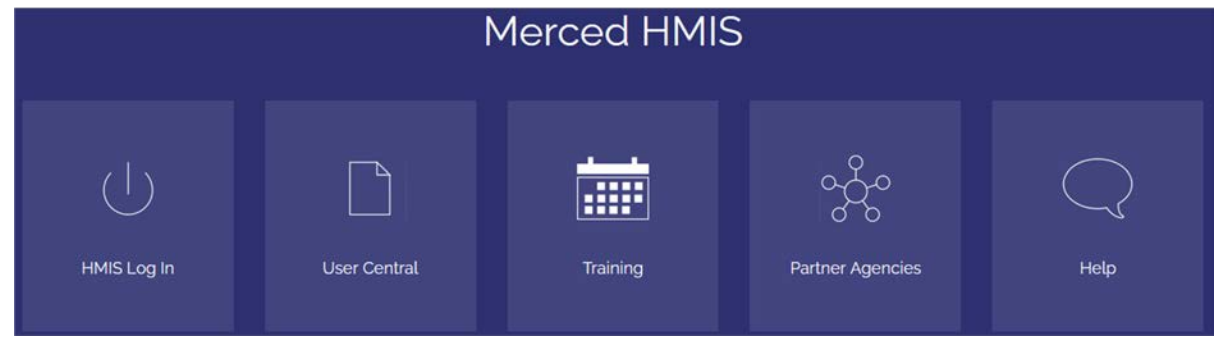 Merced HMIS
HMIS Log In
User Central
Training
Partner Agencies
Help